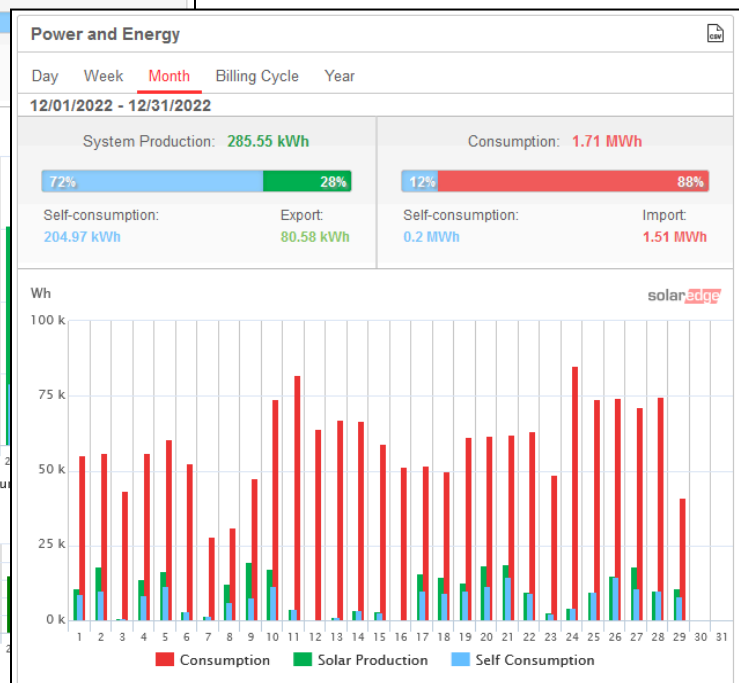 Power and Energy
CSV
Day Week Month Billing Cycle Year
12/01/2022 - 12/31/2022
System Production: 285.55 kWh
Consumption: 1.71 MWh
72% 28%
12% 88%
Self-consumption: Export:
Self-consumption: Import:
204.97 kWh 80.58 kWh
0.2 MWh 1.51 MWh
Wh
solaredge
100 k
75 k
50 k
25 k
0 k
1 2 3 4 5 6 7 8 9 10 11 12 13 14 15 16 17 18 19 20 21 22 23 24 25 26 27 28 29 30 31
Consumption Solar Production Self Consumption